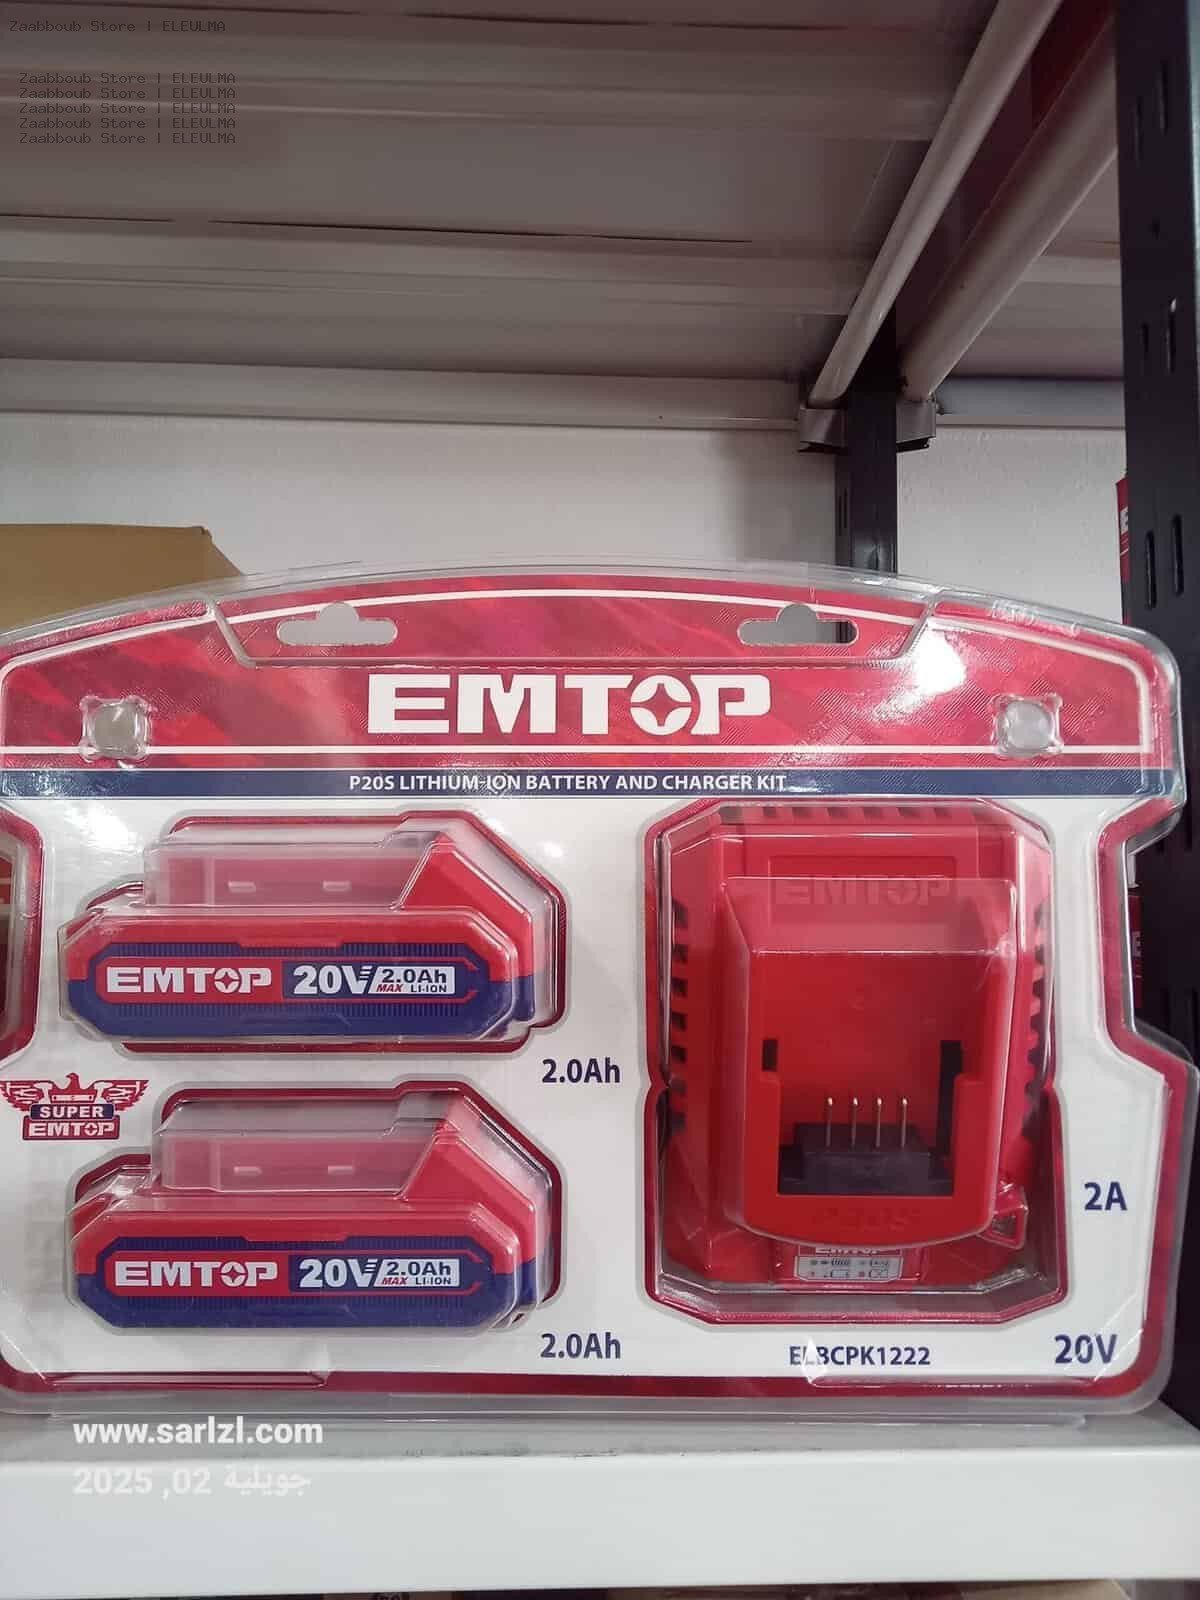 Zaabboub Store | ELEULMA
Zaabboub Store | ELEULMA
Zaabboub Store | ELEULMA
Zaabboub Store | ELEULMA
Zaabboub Store | ELEULMA
Zaabboub Store | ELEULMA
EMTOP
P20S LITHIUM-ION BATTERY AND CHARGER KIT
EMTOP
EMTOP 20V MAX 2.0Ah LI-ION
2.0Ah
SUPER
EMTOP
EMTOP 20V MAX 2.0Ah LI-ION
2.0Ah
P20S
EMTOP
2A
ELBCPK1222
20V
www.sarlzl.com
جويلية 02, 2025